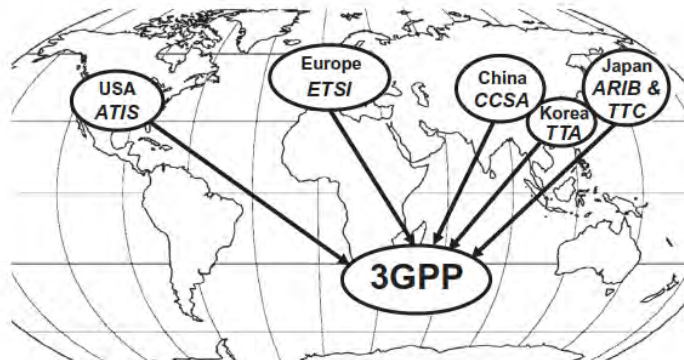 USA
ATIS
Europe
ETSI
China
CCSA
Korea
TTA
Japan
ARIB &
TTC
3GPP